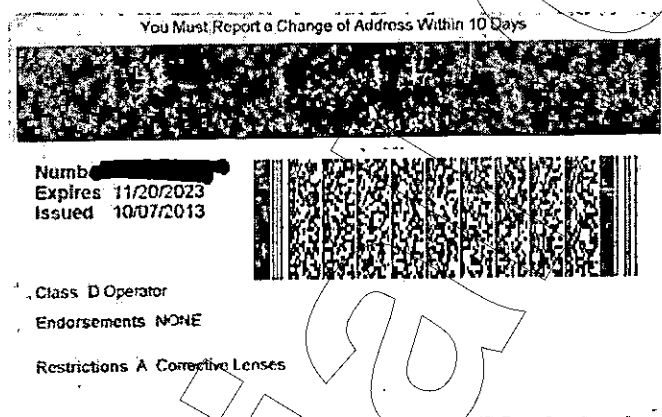 You Must Report a Change of Address Within 10 Days
Numb
Expires 11/20/2023
Issued 10/07/2013
Class D Operator
Endorsements NONE
Restrictions A Corrective Lenses